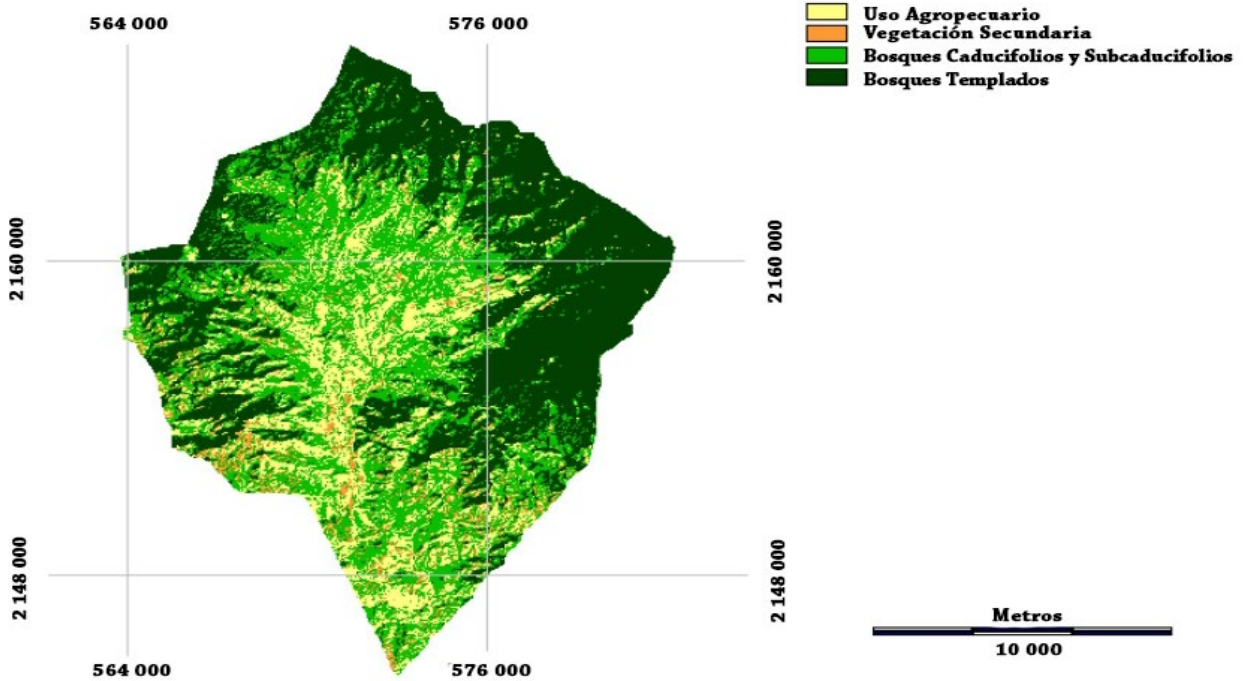 564 000
576 000
Uso Agropecuario
Vegetación Secundaria
Bosques Caducifolios y Subcaducifolios
Bosques Templados
2 160 000
2 160 000
2 148 000
2 148 000
Metros
10 000
564 000
576 000